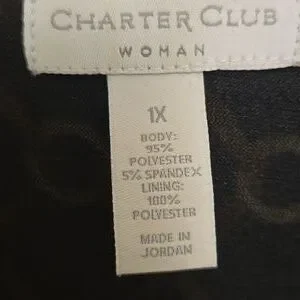 CHARTER CLUB
WOMAN
1X
BODY:
95%
POLYESTER
5% SPANDEX
LINING:
100%
POLYESTER
MADE IN
JORDAN